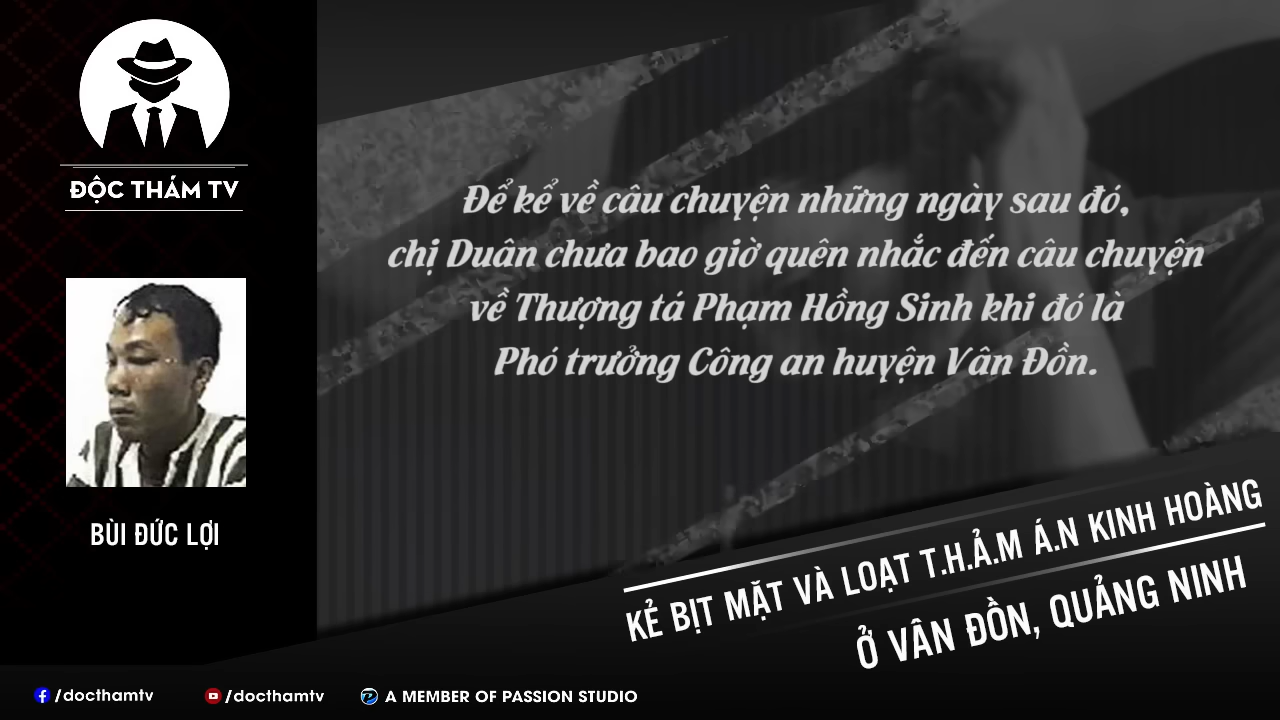 ĐỘC THÁM TV
BÙI ĐỨC LỢI
Để kể về câu chuyện những ngày sau đó,
chị Duân chưa bao giờ quên nhắc đến câu chuyện
về Thượng tá Phạm Hồng Sinh khi đó là
Phó trưởng Công an huyện Vân Đồn.
KẺ BỊT MẶT VÀ LOẠT T.H.Ả.M Á.N KINH HOÀNG
Ở VÂN ĐỒN, QUẢNG NINH
/docthamtv
/docthamtv
A MEMBER OF PASSION STUDIO